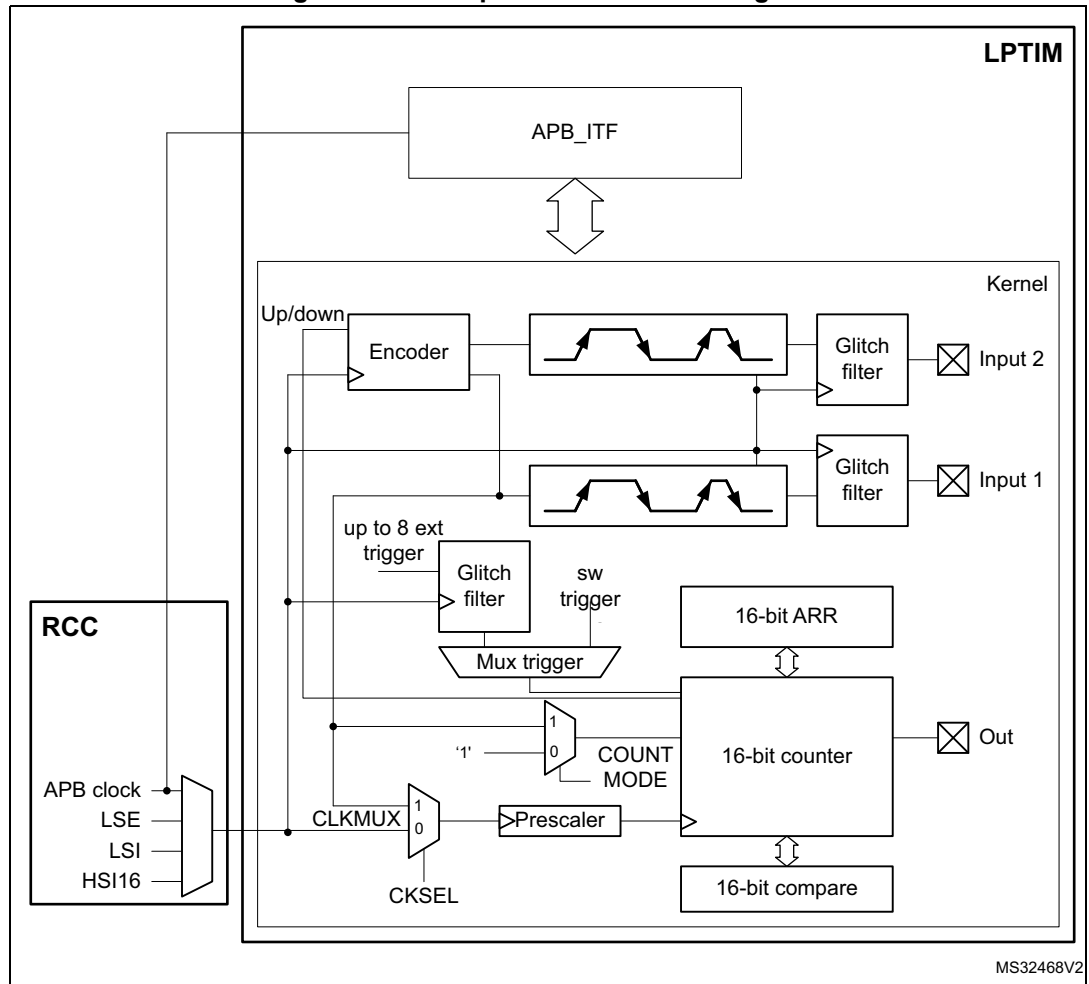 LPTIM
APB_ITF
Kernel
Up/down
Encoder
Glitch
filter
Input 2
Glitch
filter
Input 1
up to 8 ext
trigger
Glitch
filter
sw
trigger
Mux trigger
16-bit ARR
RCC
1
'1'
0
COUNT
MODE
16-bit counter
Out
APB clock
LSE
LSI
HSI16
CLKMUX
1
0
Prescaler
CKSEL
16-bit compare
MS32468V2